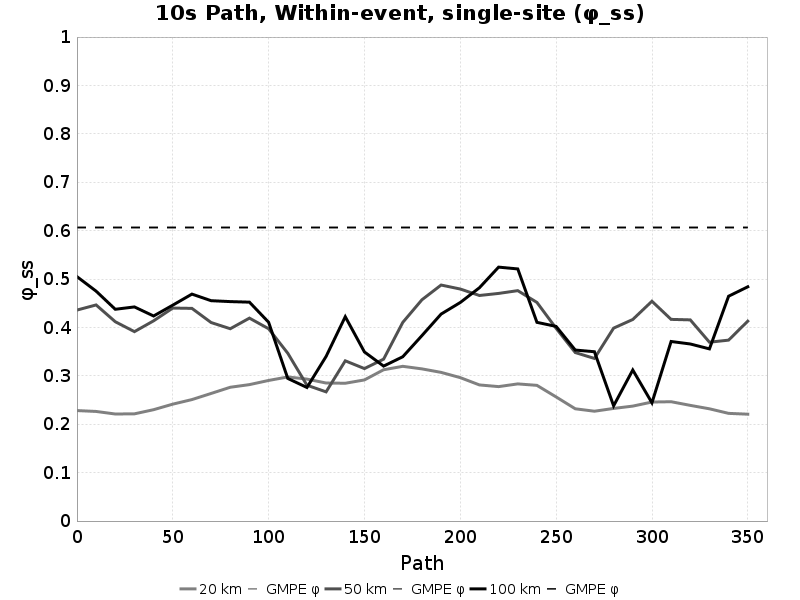 10s Path, Within-event, single-site (φ_ss)
1
0.9
0.8
0.7
0.6
0.5
0.4
0.3
0.2
0.1
0
φ_ss
0 50 100 150 200 250 300 350
Path
20 km GMPE φ 50 km GMPE φ 100 km GMPE φ